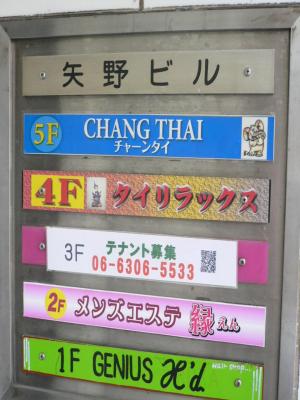 矢野ビル
5F CHANG THAI
チャーンタイ
4F タイリラックス
3F テナント募集
06-6306-5533
2F メンズエステ 縁 えん
1F GENIUS H'd
Hair shop...